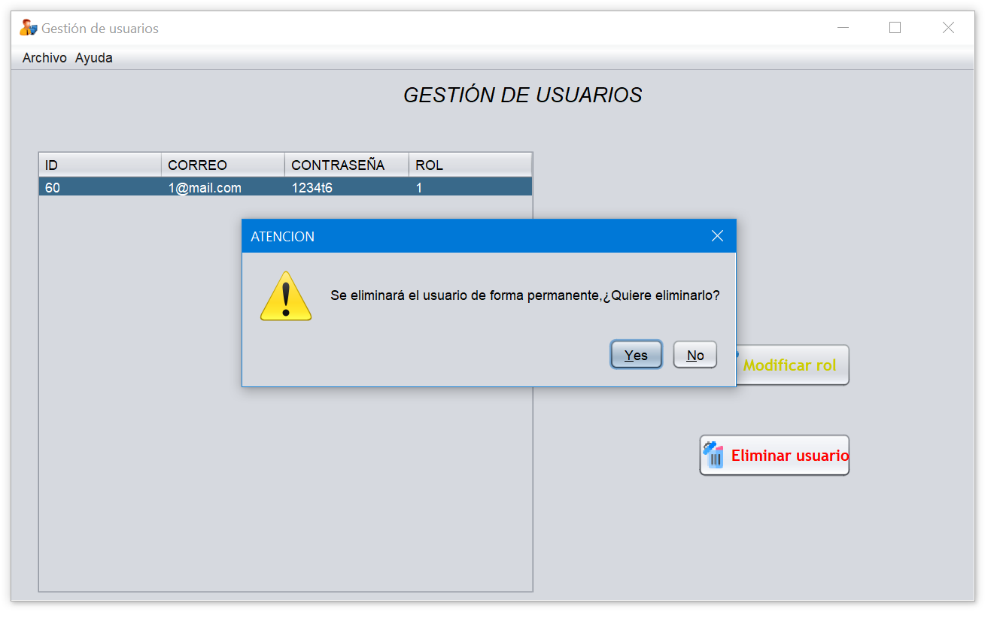 Gestión de usuarios
Archivo Ayuda
GESTIÓN DE USUARIOS
ID CORREO CONTRASEÑA ROL
60 1@mail.com 1234t6 1
ATENCION
Se eliminará el usuario de forma permanente,¿Quiere eliminarlo?
Yes No
Modificar rol
Eliminar usuario